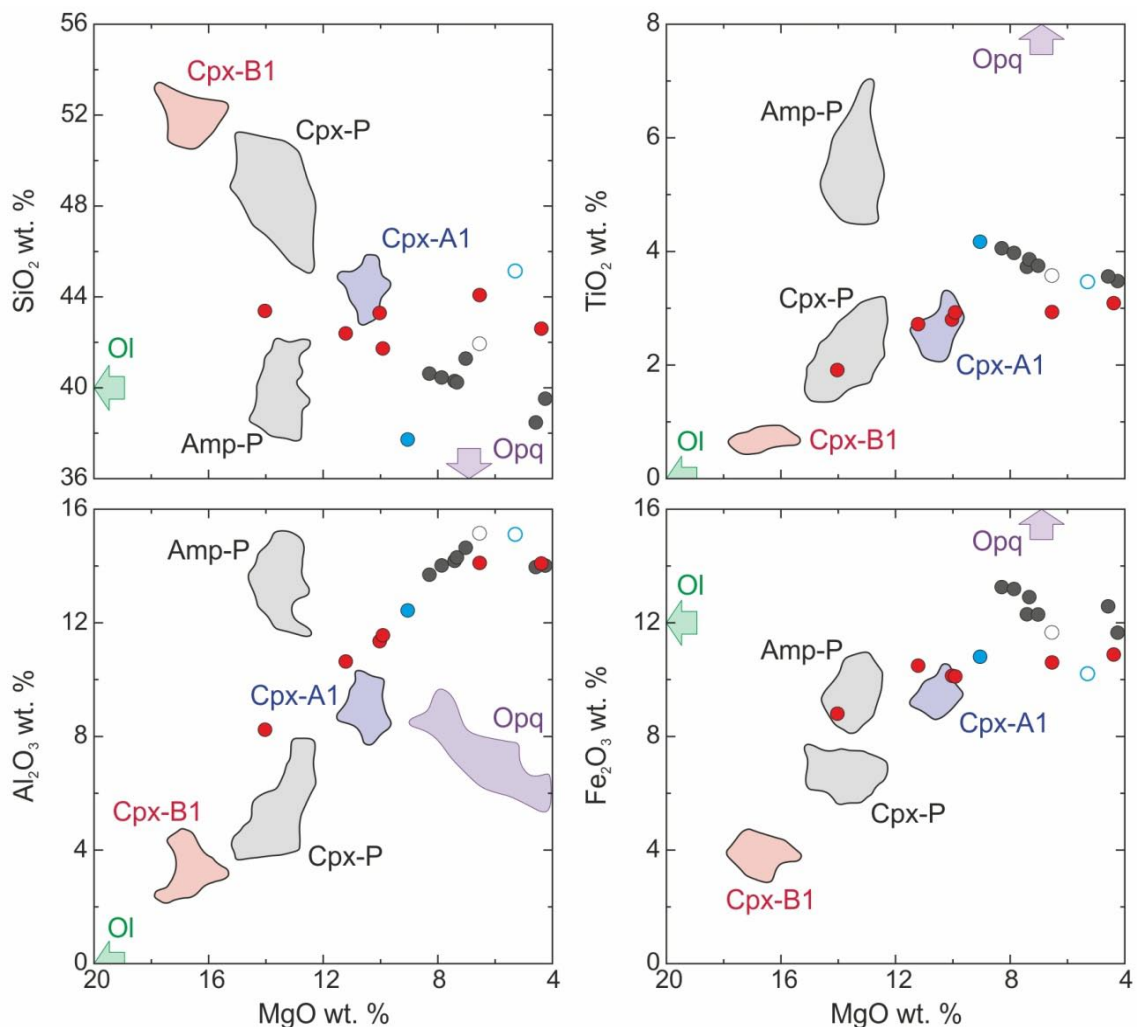 56
52
48
44
40
36
SiO₂ wt. %
Cpx-B1
Cpx-P
Cpx-A1
Ol
Amp-P
Opq
8
6
4
2
0
TiO₂ wt. %
Opq
Amp-P
Cpx-P
Cpx-A1
Ol
Cpx-B1
16
12
8
4
0
Al₂O₃ wt. %
Amp-P
Cpx-A1
Opq
Cpx-B1
Cpx-P
Ol
20
16
12
8
4
MgO wt. %
16
12
8
4
0
Fe₂O₃ wt. %
Opq
Ol
Amp-P
Cpx-A1
Cpx-P
Cpx-B1
20
16
12
8
4
MgO wt. %